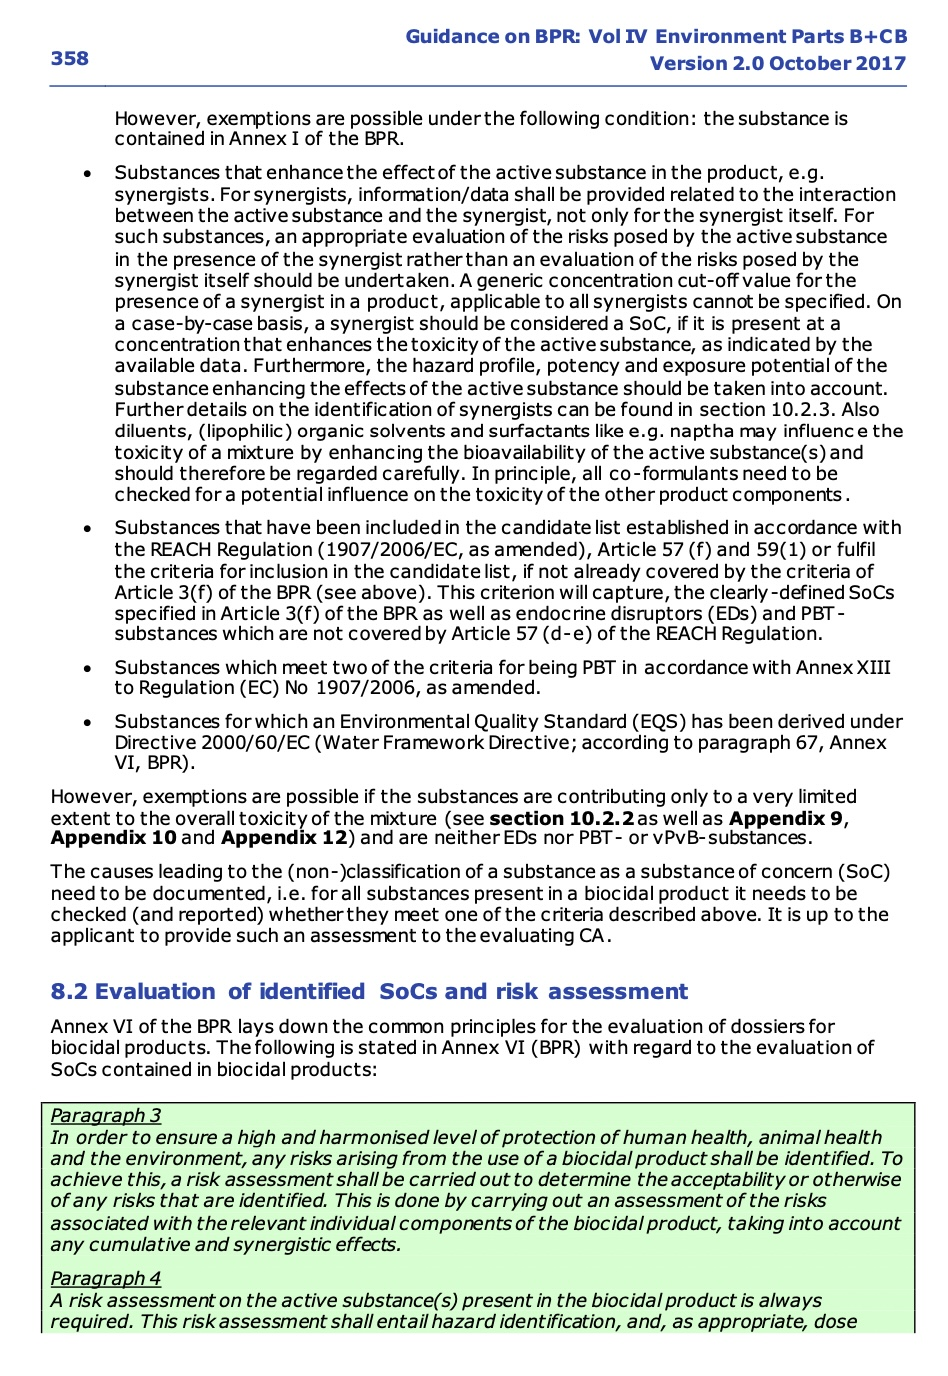 Guidance on BPR: Vol IV Environment Parts B+CB
358
Version 2.0 October 2017
However, exemptions are possible under the following condition: the substance is
contained in Annex I of the BPR.
• Substances that enhance the effect of the active substance in the product, e.g.
synergists. For synergists, information/data shall be provided related to the interaction
between the active substance and the synergist, not only for the synergist itself. For
such substances, an appropriate evaluation of the risks posed by the active substance
in the presence of the synergist rather than an evaluation of the risks posed by the
synergist itself should be undertaken. A generic concentration cut-off value for the
presence of a synergist in a product, applicable to all synergists cannot be specified. On
a case-by-case basis, a synergist should be considered a SoC, if it is present at a
concentration that enhances the toxicity of the active substance, as indicated by the
available data. Furthermore, the hazard profile, potency and exposure potential of the
substance enhancing the effects of the active substance should be taken into account.
Further details on the identification of synergists can be found in section 10.2.3. Also
diluents, (lipophilic) organic solvents and surfactants like e.g. naptha may influence the
toxicity of a mixture by enhancing the bioavailability of the active substance(s) and
should therefore be regarded carefully. In principle, all co-formulants need to be
checked for a potential influence on the toxicity of the other product components.
• Substances that have been included in the candidate list established in accordance with
the REACH Regulation (1907/2006/EC, as amended), Article 57 (f) and 59(1) or fulfil
the criteria for inclusion in the candidate list, if not already covered by the criteria of
Article 3(f) of the BPR (see above). This criterion will capture, the clearly-defined SoCs
specified in Article 3(f) of the BPR as well as endocrine disruptors (EDs) and PBT-
substances which are not covered by Article 57 (d-e) of the REACH Regulation.
• Substances which meet two of the criteria for being PBT in accordance with Annex XIII
to Regulation (EC) No 1907/2006, as amended.
• Substances for which an Environmental Quality Standard (EQS) has been derived under
Directive 2000/60/EC (Water Framework Directive; according to paragraph 67, Annex
VI, BPR).
However, exemptions are possible if the substances are contributing only to a very limited
extent to the overall toxicity of the mixture (see section 10.2.2 as well as Appendix 9,
Appendix 10 and Appendix 12) and are neither EDs nor PBT- or vPvB-substances.
The causes leading to the (non-)classification of a substance as a substance of concern (SoC)
need to be documented, i.e. for all substances present in a biocidal product it needs to be
checked (and reported) whether they meet one of the criteria described above. It is up to the
applicant to provide such an assessment to the evaluating CA.
8.2 Evaluation of identified SoCs and risk assessment
Annex VI of the BPR lays down the common principles for the evaluation of dossiers for
biocidal products. The following is stated in Annex VI (BPR) with regard to the evaluation of
SoCs contained in biocidal products:
Paragraph 3
In order to ensure a high and harmonised level of protection of human health, animal health
and the environment, any risks arising from the use of a biocidal product shall be identified. To
achieve this, a risk assessment shall be carried out to determine the acceptability or otherwise
of any risks that are identified. This is done by carrying out an assessment of the risks
associated with the relevant individual components of the biocidal product, taking into account
any cumulative and synergistic effects.
Paragraph 4
A risk assessment on the active substance(s) present in the biocidal product is always
required. This risk assessment shall entail hazard identification, and, as appropriate, dose